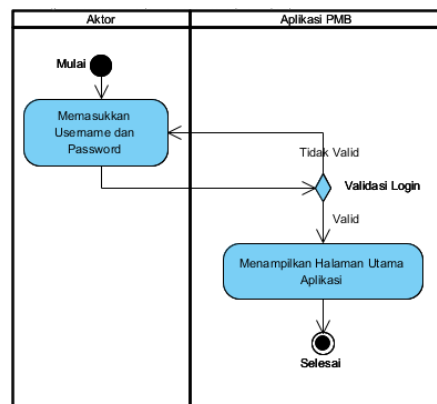 Aktor
Aplikasi PMB
Mulai
Memasukkan
Username dan
Password
Tidak Valid
Validasi Login
Valid
Menampilkan Halaman Utama
Aplikasi
Selesai